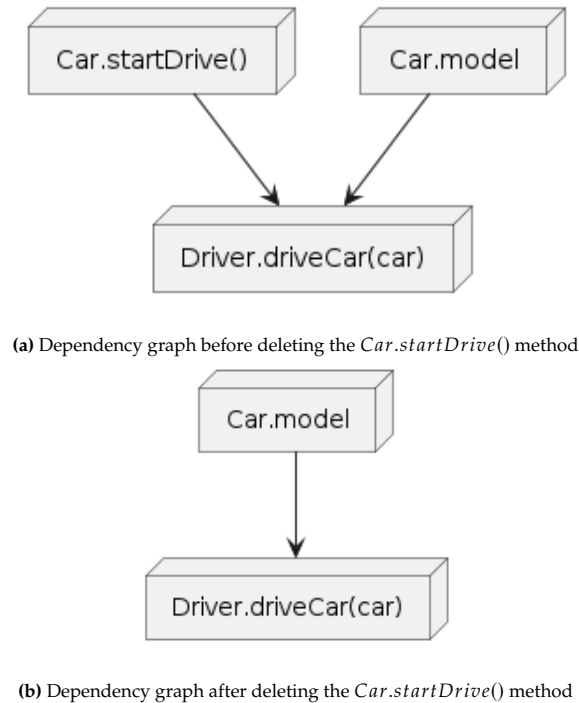 Car.startDrive()
Car.model
Driver.driveCar(car)
(a) Dependency graph before deleting the Car.startDrive() method
Car.model
Driver.driveCar(car)
(b) Dependency graph after deleting the Car.startDrive() method